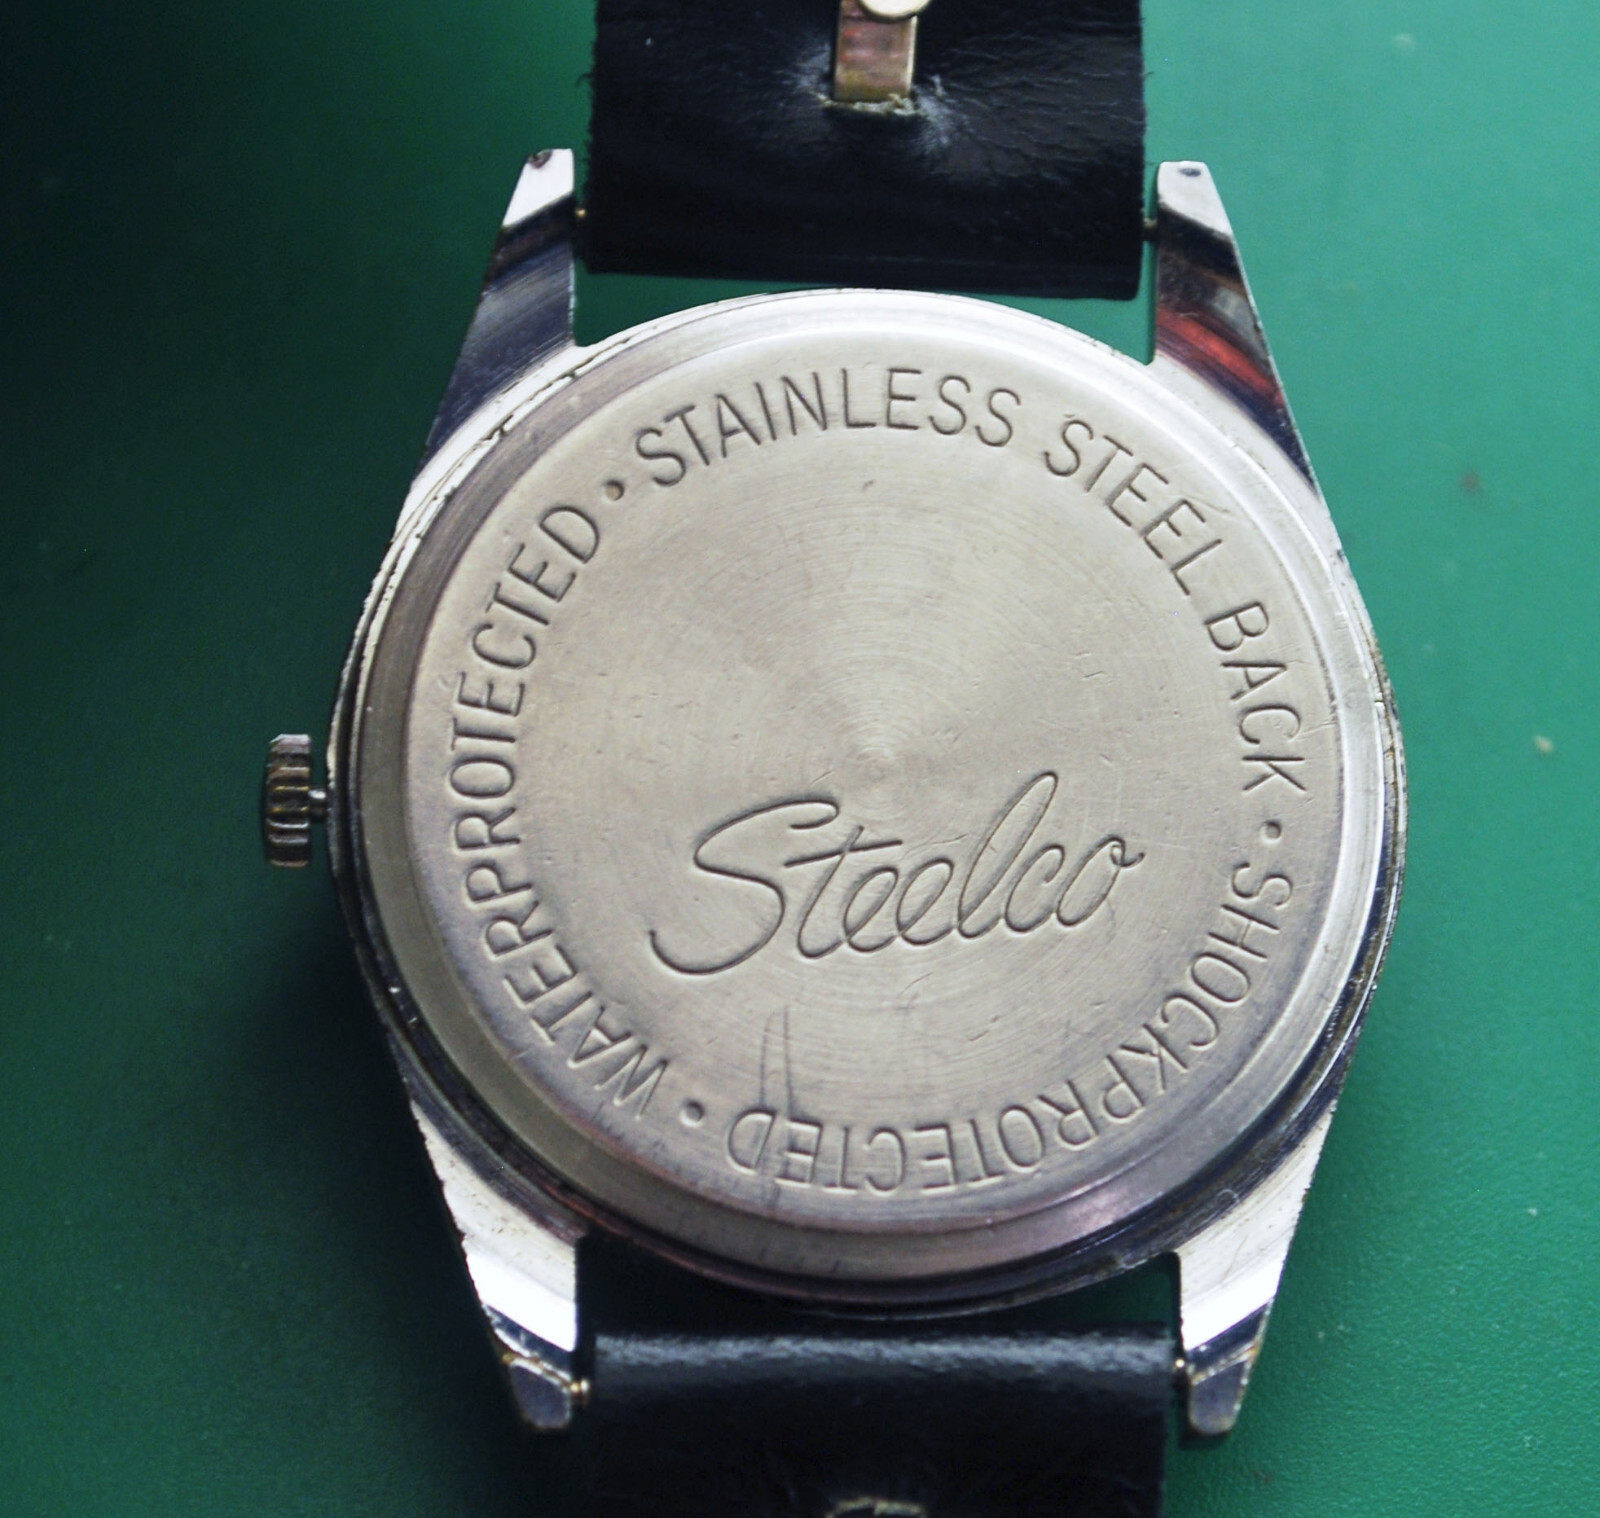 STAINLESS STEEL BACK • SHOCKPROTECTED • WATERPROTECTED •
Steelco